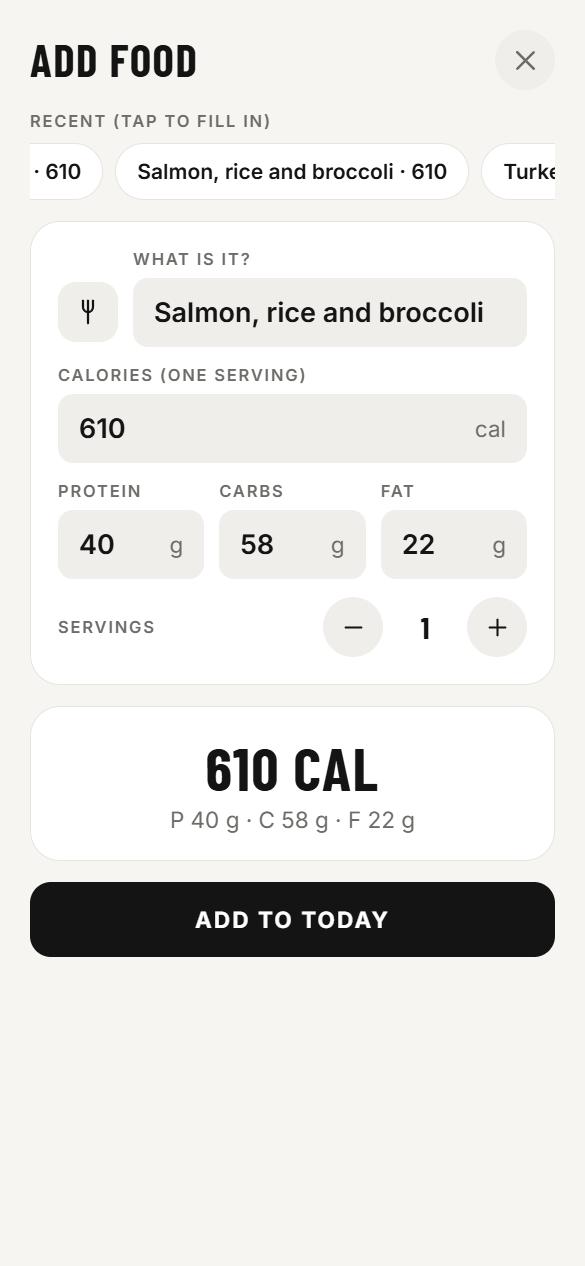 ADD FOOD
RECENT (TAP TO FILL IN)
· 610
Salmon, rice and broccoli · 610
WHAT IS IT?
Salmon, rice and broccoli
CALORIES (ONE SERVING)
610 cal
PROTEIN CARBS FAT
40 g 58 g 22 g
SERVINGS 1
610 CAL
P 40 g · C 58 g · F 22 g
ADD TO TODAY